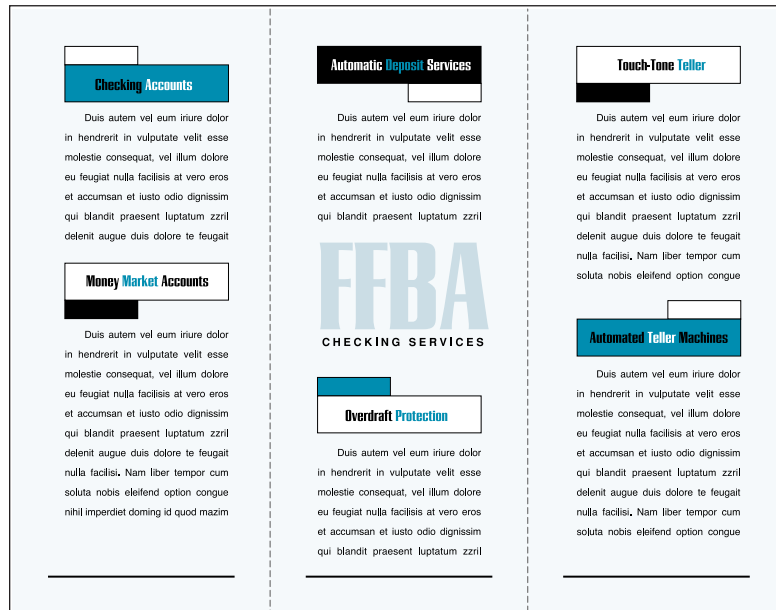 Checking Accounts
Duis autem vel eum iriure dolor
in hendrerit in vulputate velit esse
molestie consequat, vel illum dolore
eu feugiat nulla facilisis at vero eros
et accumsan et iusto odio dignissim
qui blandit praesent luptatum zzril
delenit augue duis dolore te feugait
Money Market Accounts
Duis autem vel eum iriure dolor
in hendrerit in vulputate velit esse
molestie consequat, vel illum dolore
eu feugiat nulla facilisis at vero eros
et accumsan et iusto odio dignissim
qui blandit praesent luptatum zzril
delenit augue duis dolore te feugait
nulla facilisi. Nam liber tempor cum
soluta nobis eleifend option congue
nihil imperdiet doming id quod mazim
Automatic Deposit Services
Duis autem vel eum iriure dolor
in hendrerit in vulputate velit esse
molestie consequat, vel illum dolore
eu feugiat nulla facilisis at vero eros
et accumsan et iusto odio dignissim
qui blandit praesent luptatum zzril
FFBA
CHECKING SERVICES
Overdraft Protection
Duis autem vel eum iriure dolor
in hendrerit in vulputate velit esse
molestie consequat, vel illum dolore
eu feugiat nulla facilisis at vero eros
et accumsan et iusto odio dignissim
qui blandit praesent luptatum zzril
Touch-Tone Teller
Duis autem vel eum iriure dolor
in hendrerit in vulputate velit esse
molestie consequat, vel illum dolore
eu feugiat nulla facilisis at vero eros
et accumsan et iusto odio dignissim
qui blandit praesent luptatum zzril
delenit augue duis dolore te feugait
nulla facilisi. Nam liber tempor cum
soluta nobis eleifend option congue
Automated Teller Machines
Duis autem vel eum iriure dolor
in hendrerit in vulputate velit esse
molestie consequat, vel illum dolore
eu feugiat nulla facilisis at vero eros
et accumsan et iusto odio dignissim
qui blandit praesent luptatum zzril
delenit augue duis dolore te feugait
nulla facilisi. Nam liber tempor cum
soluta nobis eleifend option congue